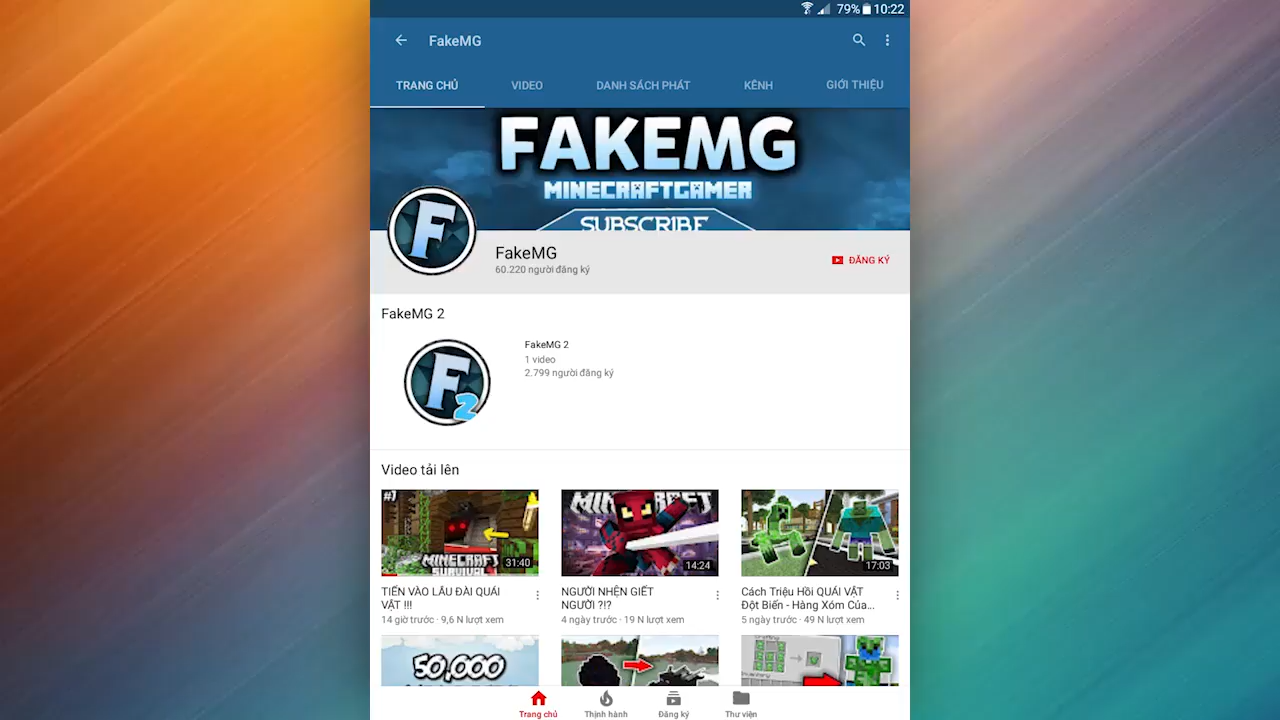 79% 10:22
FakeMG
TRANG CHỦ VIDEO DANH SÁCH PHÁT KÊNH GIỚI THIỆU
FAKEMG
MINECRAFTGAMER
SUBSCRIBE
F
FakeMG
60.220 người đăng ký
ĐĂNG KÝ
FakeMG 2
F2
FakeMG 2
1 video
2.799 người đăng ký
Video tải lên
#1
MINECRAFT
SURVIVAL
31:40
MINECRAFT
14:24
17:03
TIẾN VÀO LÂU ĐÀI QUÁI
VẬT !!!
14 giờ trước · 9,6 N lượt xem
NGƯỜI NHỆN GIẾT
NGƯỜI ?!?
4 ngày trước · 19 N lượt xem
Cách Triệu Hồi QUÁI VẬT
Đột Biến - Hàng Xóm Của...
5 ngày trước · 49 N lượt xem
50,000
Trang chủ Thịnh hành Đăng ký Thư viện